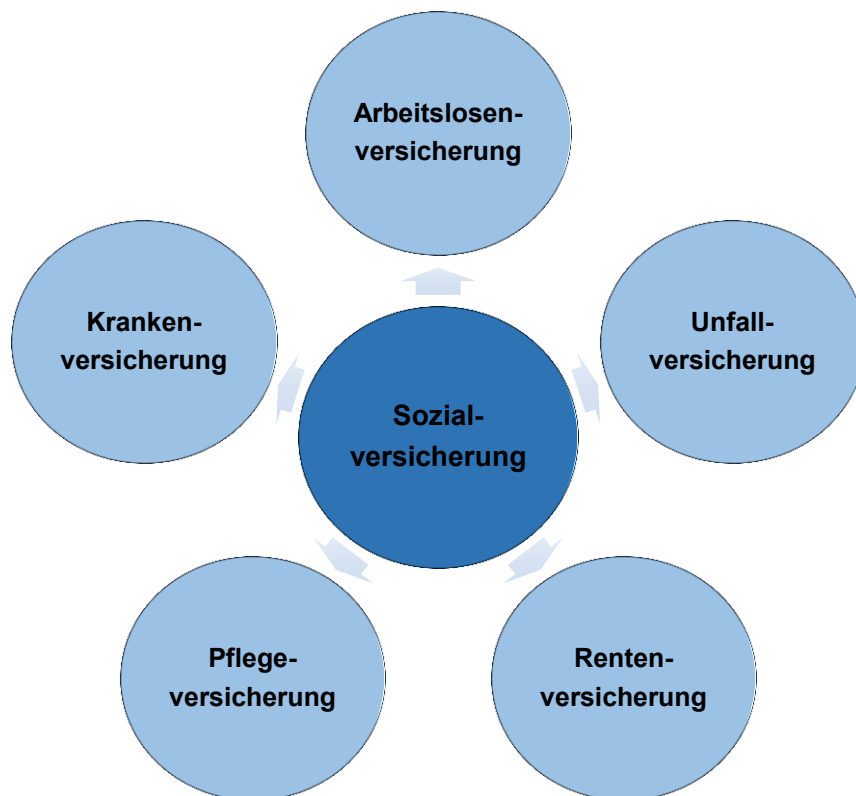 Arbeitslosen-
versicherung
Kranken-
versicherung
Unfall-
versicherung
Sozial-
versicherung
Pflege-
versicherung
Renten-
versicherung